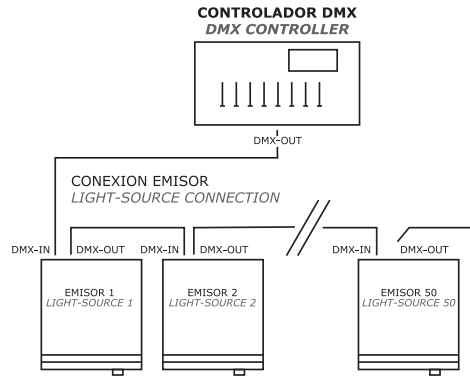 CONTROLADOR DMX
DMX CONTROLLER
DMX-OUT
CONEXION EMISOR
LIGHT-SOURCE CONNECTION
DMX-IN
DMX-OUT
DMX-IN
DMX-OUT
DMX-IN
DMX-OUT
EMISOR 1
LIGHT-SOURCE 1
EMISOR 2
LIGHT-SOURCE 2
EMISOR 50
LIGHT-SOURCE 50